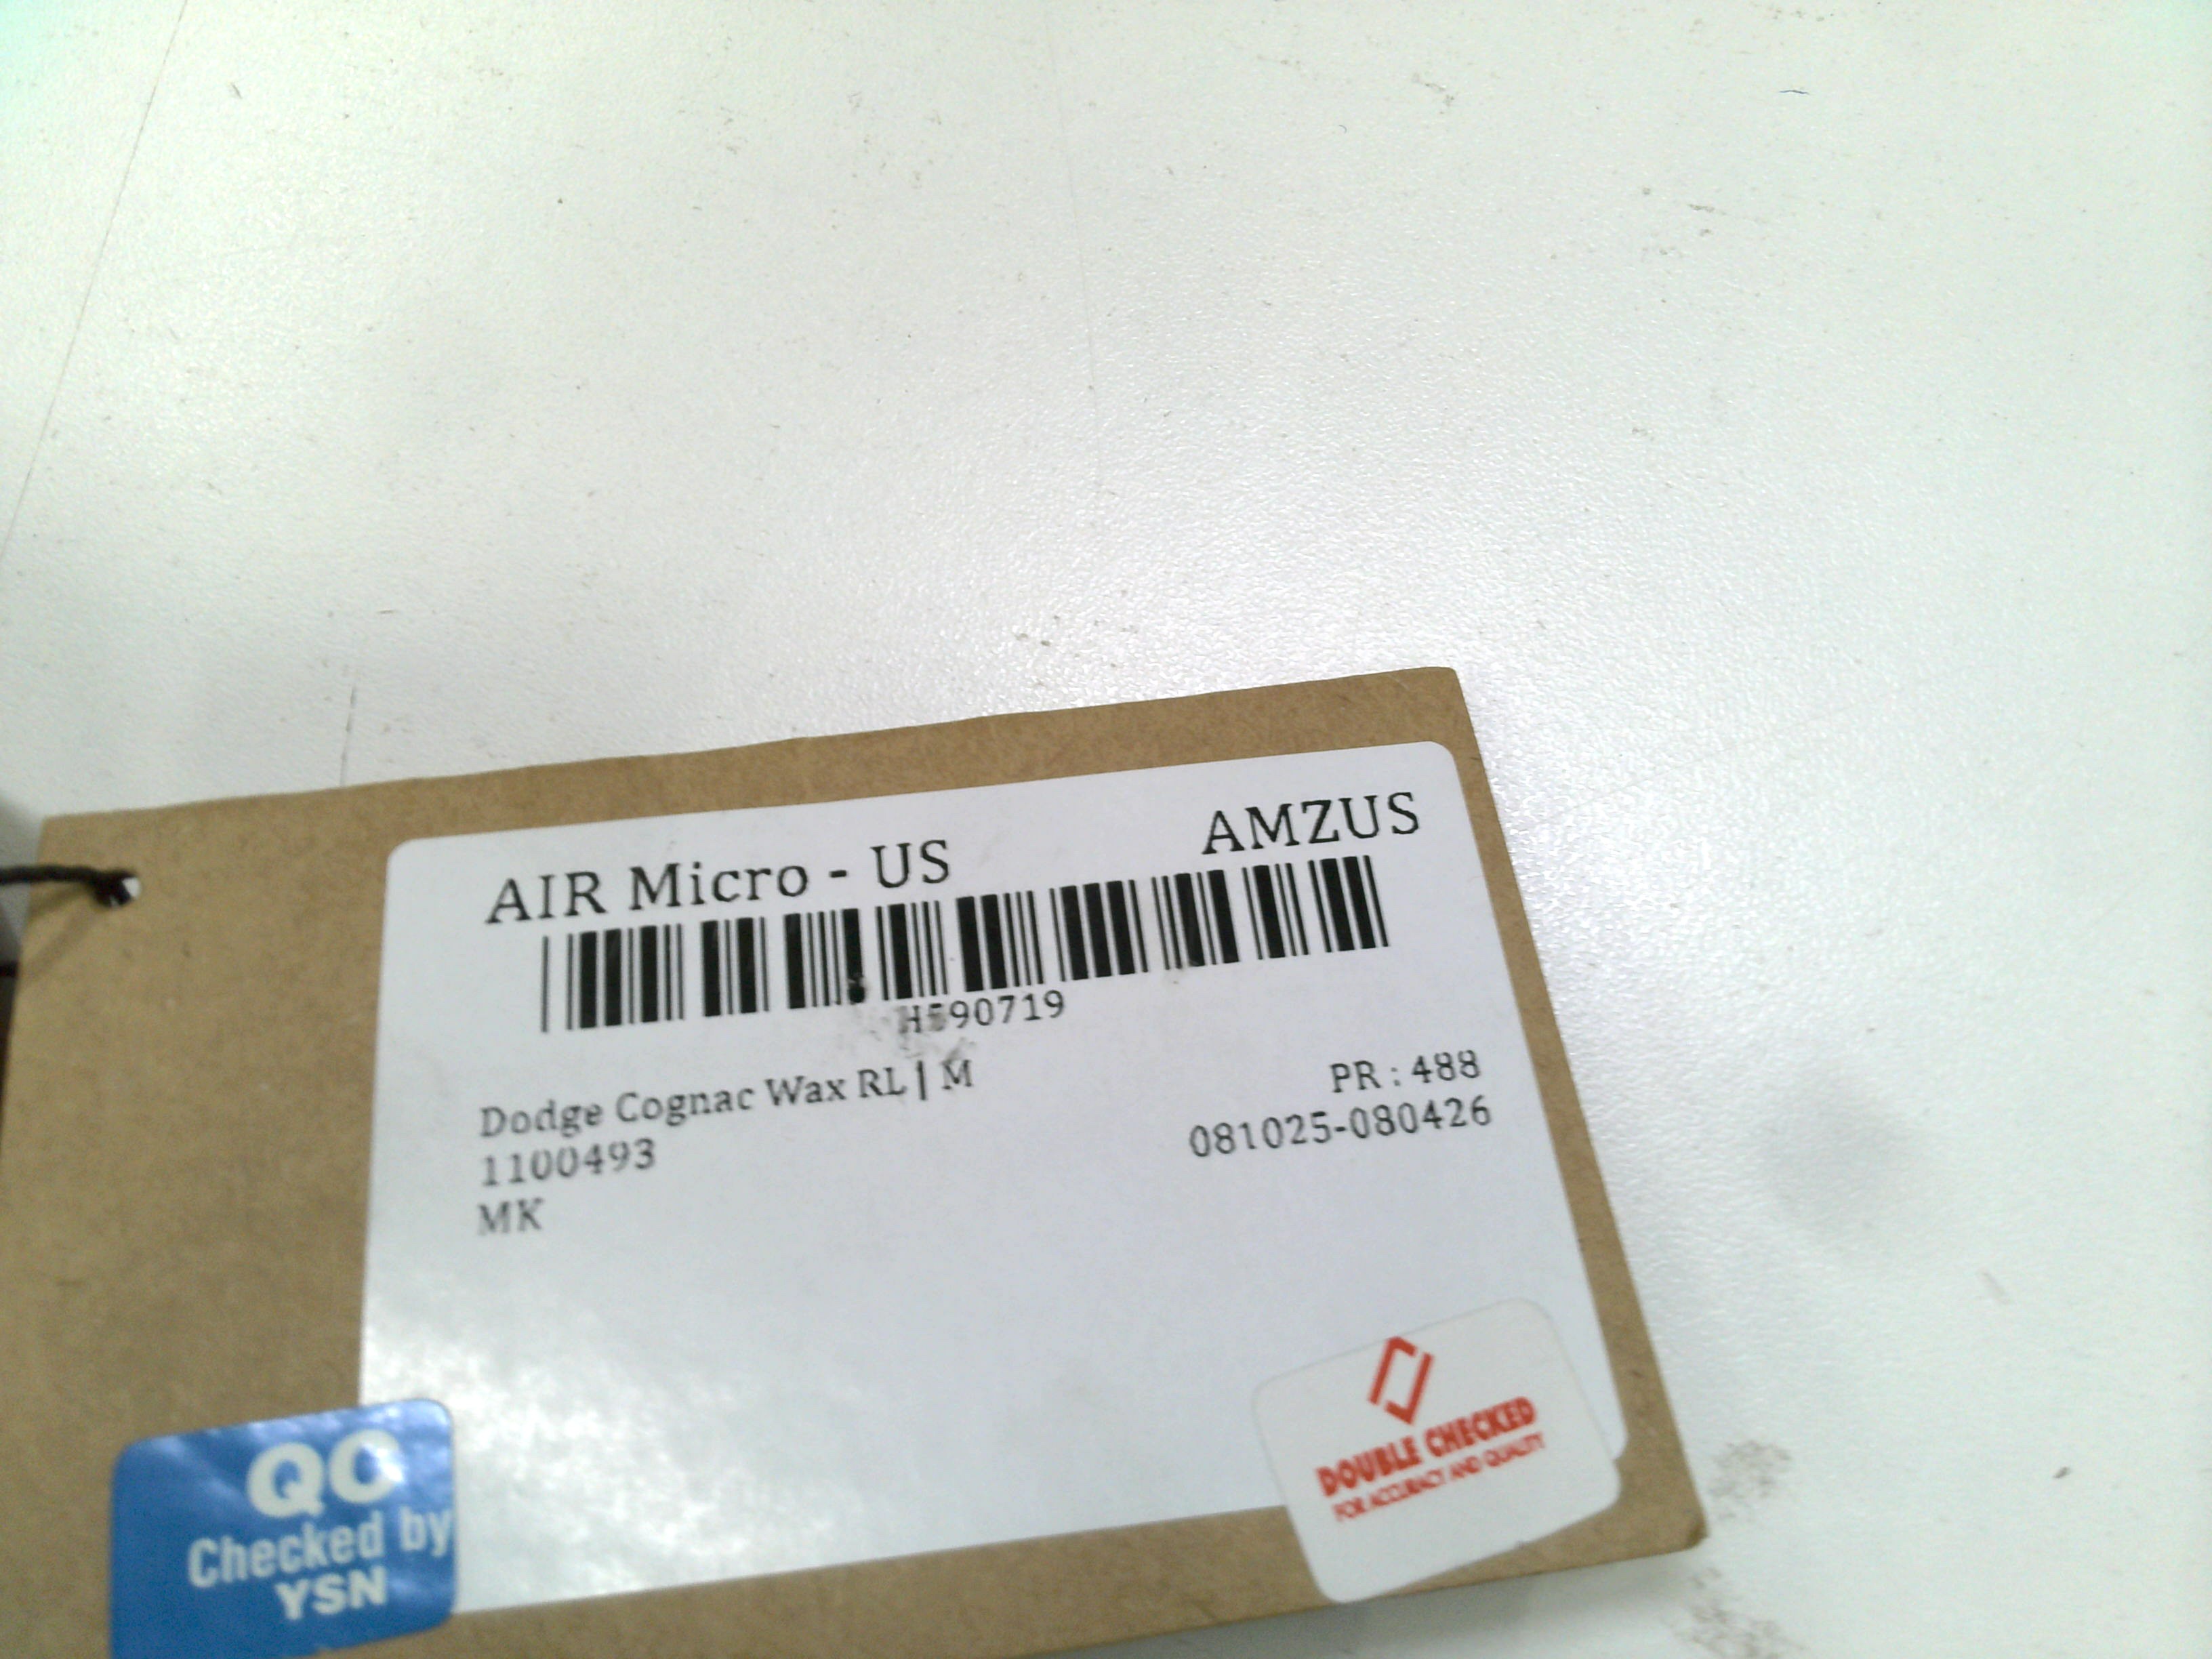 AIR Micro - US AMZUS
H590719
Dodge Cognac Wax RL | M
1100493
MK
PR : 488
081025-080426
QC
Checked by
YSN
DOUBLE CHECKED
FOR ACCURACY AND QUALITY